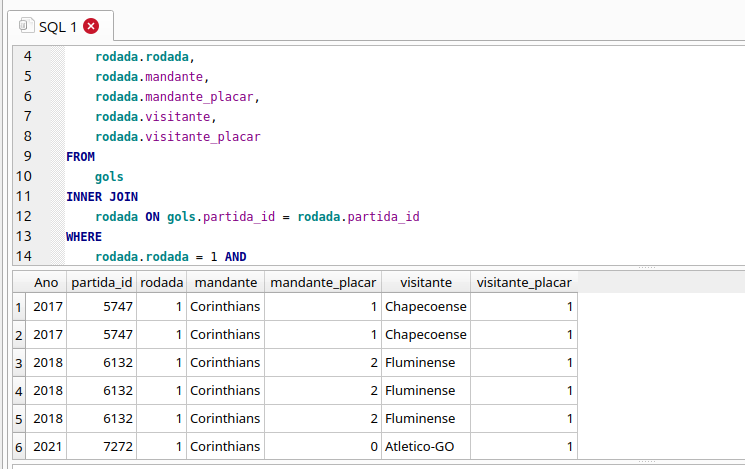 SQL 1
4 rodada.rodada,
5 rodada.mandante,
6 rodada.mandante_placar,
7 rodada.visitante,
8 rodada.visitante_placar
9 FROM
10 gols
11 INNER JOIN
12 rodada ON gols.partida_id = rodada.partida_id
13 WHERE
14 rodada.rodada = 1 AND
Ano partida_id rodada mandante mandante_placar visitante visitante_placar
1 2017 5747 1 Corinthians 1 Chapecoense 1
2 2017 5747 1 Corinthians 1 Chapecoense 1
3 2018 6132 1 Corinthians 2 Fluminense 1
4 2018 6132 1 Corinthians 2 Fluminense 1
5 2018 6132 1 Corinthians 2 Fluminense 1
6 2021 7272 1 Corinthians 0 Atletico-GO 1